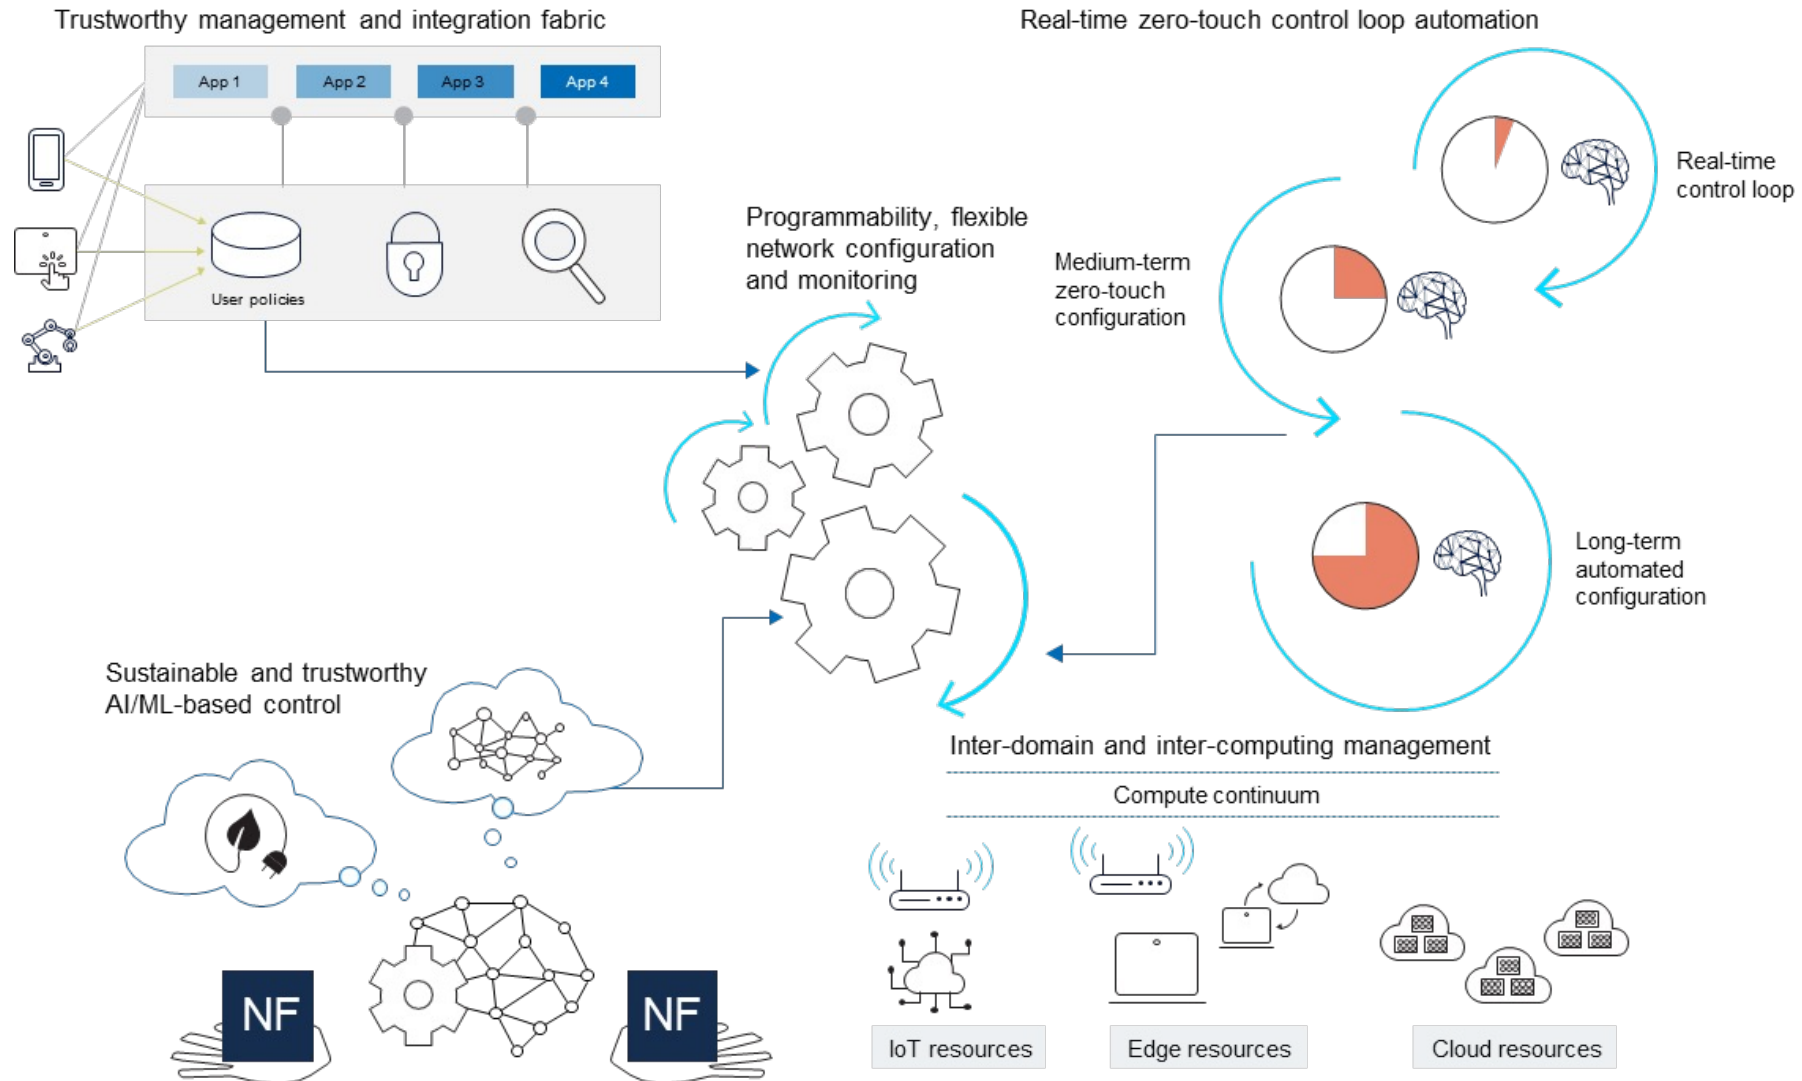 Trustworthy management and integration fabric
App 1
App 2
App 3
App 4
User policies
Real-time zero-touch control loop automation
Real-time
control loop
Medium-term
zero-touch
configuration
Long-term
automated
configuration
Programmability, flexible
network configuration
and monitoring
Sustainable and trustworthy
AI/ML-based control
NF
NF
Inter-domain and inter-computing management
Compute continuum
IoT resources
Edge resources
Cloud resources